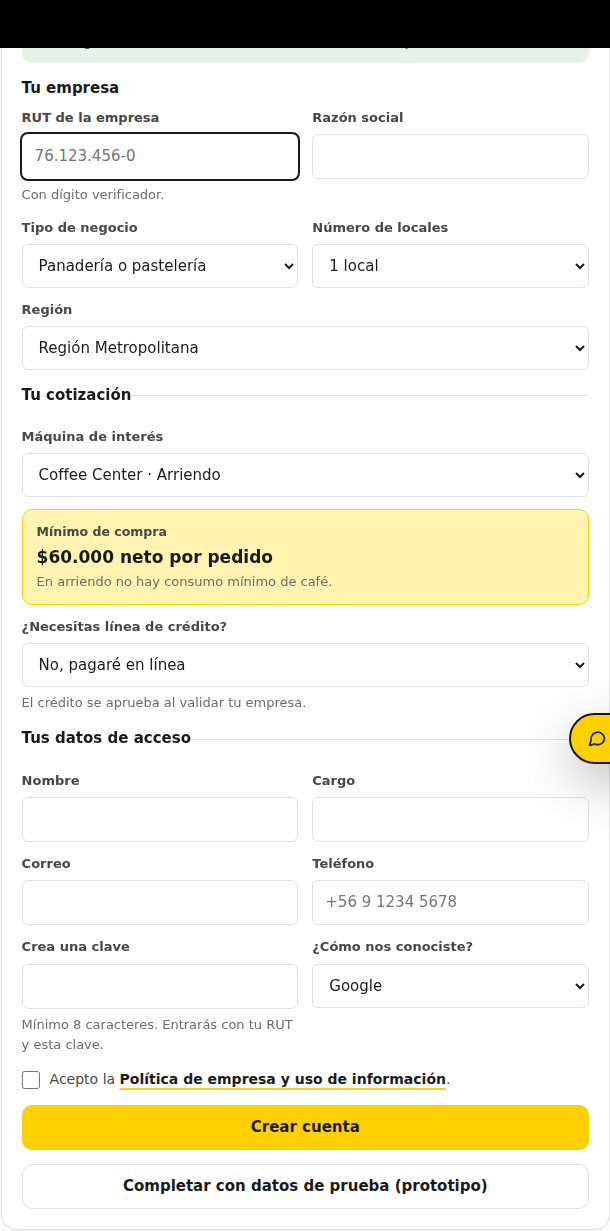 Tu empresa
RUT de la empresa
Razón social
76.123.456-0
Con dígito verificador.
Tipo de negocio
Número de locales
Panadería o pastelería
1 local
Región
Región Metropolitana
Tu cotización
Máquina de interés
Coffee Center · Arriendo
Mínimo de compra
$60.000 neto por pedido
En arriendo no hay consumo mínimo de café.
¿Necesitas línea de crédito?
No, pagaré en línea
El crédito se aprueba al validar tu empresa.
Tus datos de acceso
Nombre
Cargo
Correo
Teléfono
+56 9 1234 5678
Crea una clave
¿Cómo nos conociste?
Google
Mínimo 8 caracteres. Entrarás con tu RUT
y esta clave.
Acepto la Política de empresa y uso de información.
Crear cuenta
Completar con datos de prueba (prototipo)